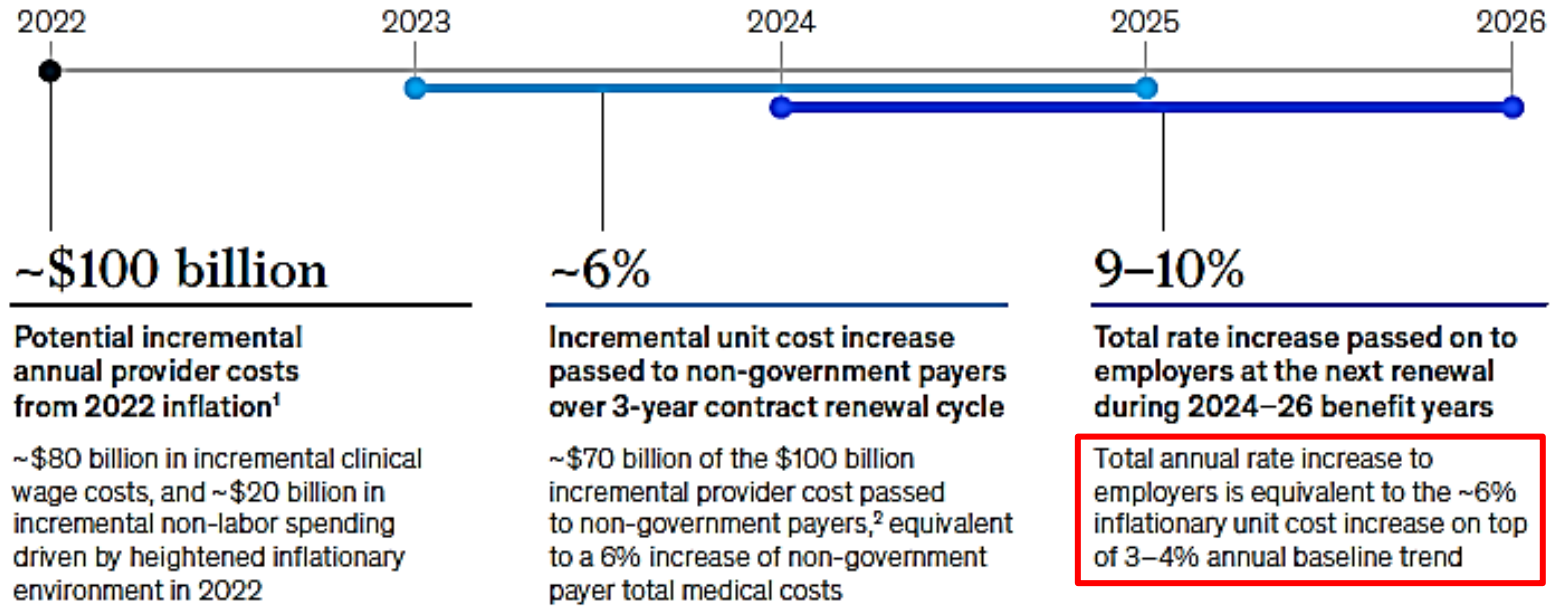 2022 2023 2024 2025 2026
~$100 billion
Potential incremental
annual provider costs
from 2022 inflation¹
~$80 billion in incremental clinical
wage costs, and ~$20 billion in
incremental non-labor spending
driven by heightened inflationary
environment in 2022
~6%
Incremental unit cost increase
passed to non-government payers
over 3-year contract renewal cycle
~$70 billion of the $100 billion
incremental provider cost passed
to non-government payers,² equivalent
to a 6% increase of non-government
payer total medical costs
9–10%
Total rate increase passed on to
employers at the next renewal
during 2024–26 benefit years
Total annual rate increase to
employers is equivalent to the ~6%
inflationary unit cost increase on top
of 3–4% annual baseline trend